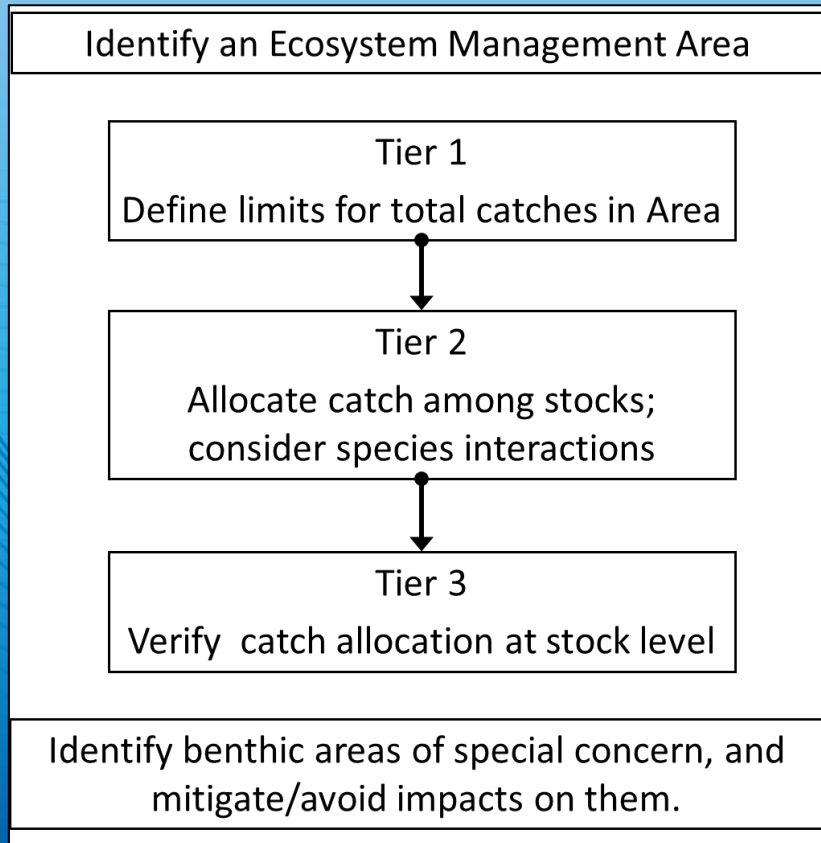 Identify an Ecosystem Management Area
Tier 1
Define limits for total catches in Area
Tier 2
Allocate catch among stocks;
consider species interactions
Tier 3
Verify  catch allocation at stock level
Identify benthic areas of special concern, and
mitigate/avoid impacts on them.